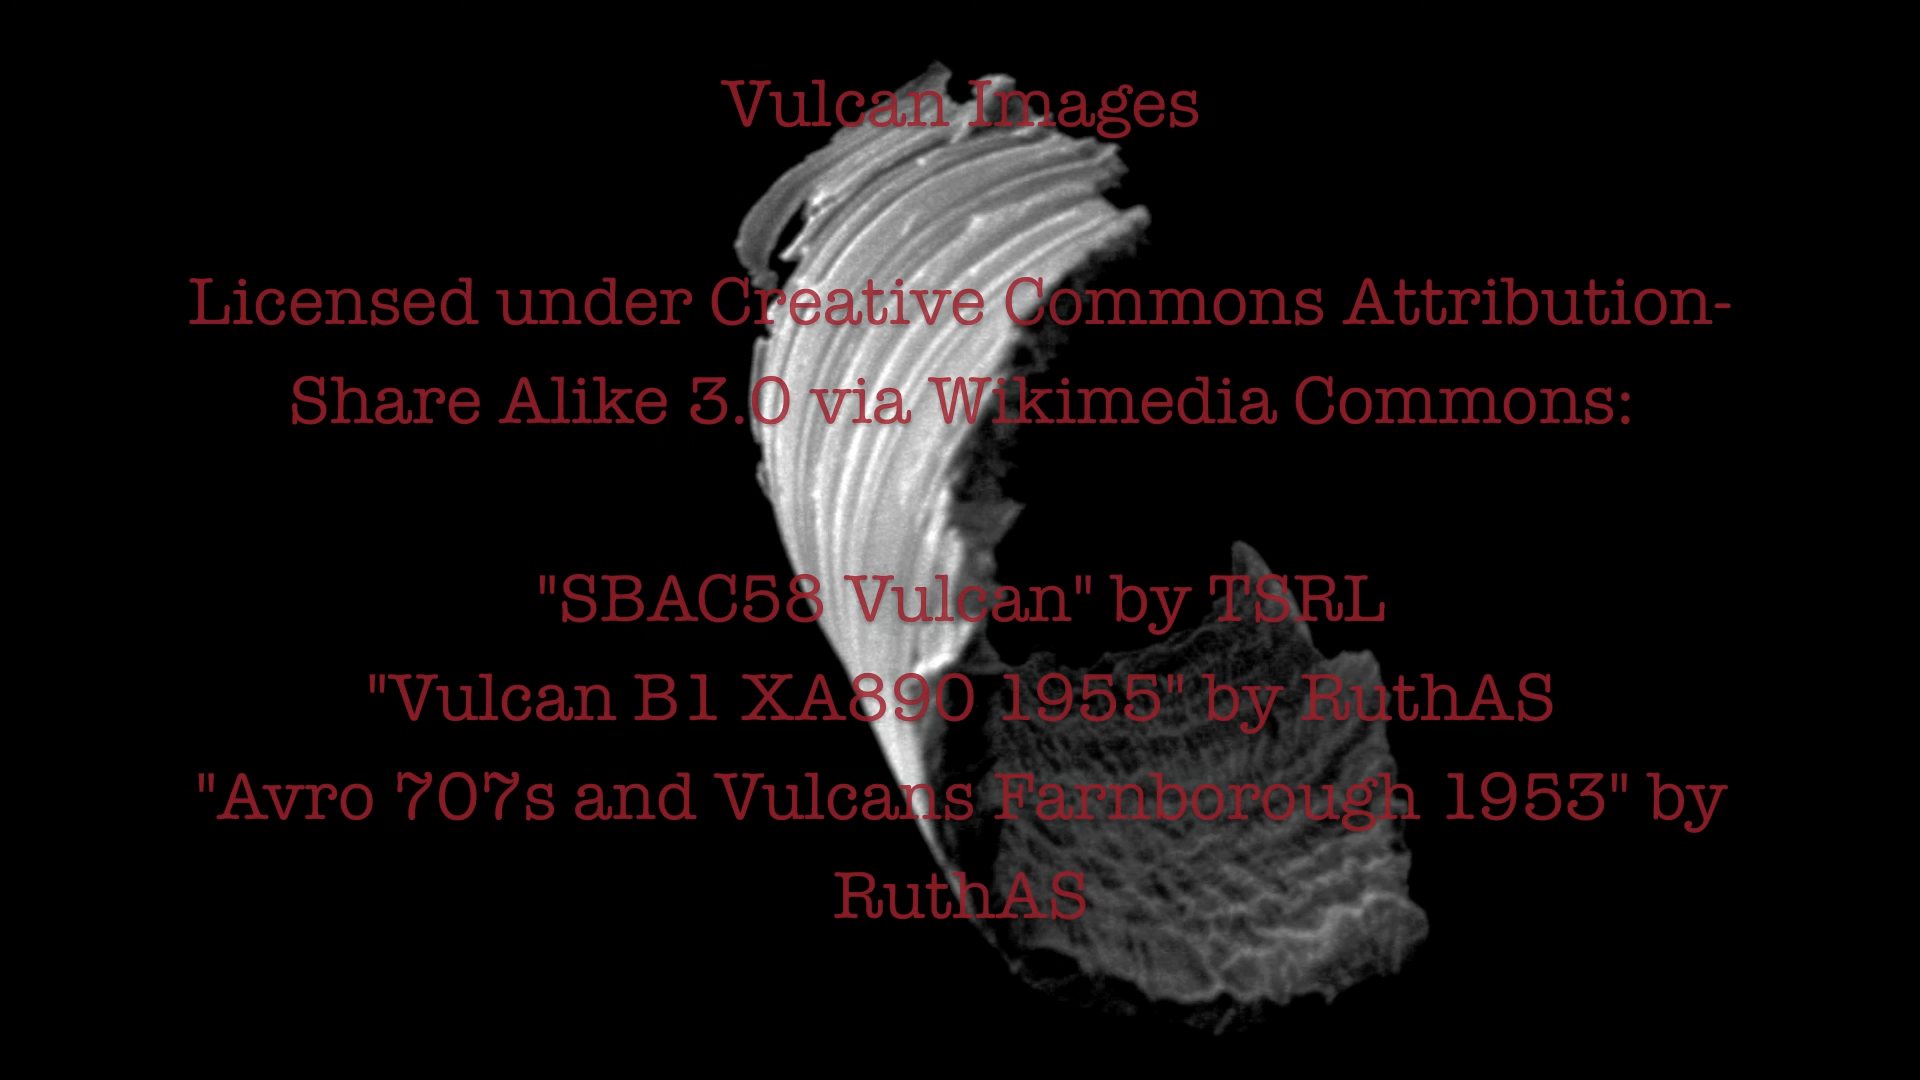 Vulcan Images
Licensed under Creative Commons Attribution-
Share Alike 3.0 via Wikimedia Commons:
"SBAC58 Vulcan" by TSRL
"Vulcan B1 XA890 1955" by RuthAS
"Avro 707s and Vulcans Farnborough 1953" by
RuthAS